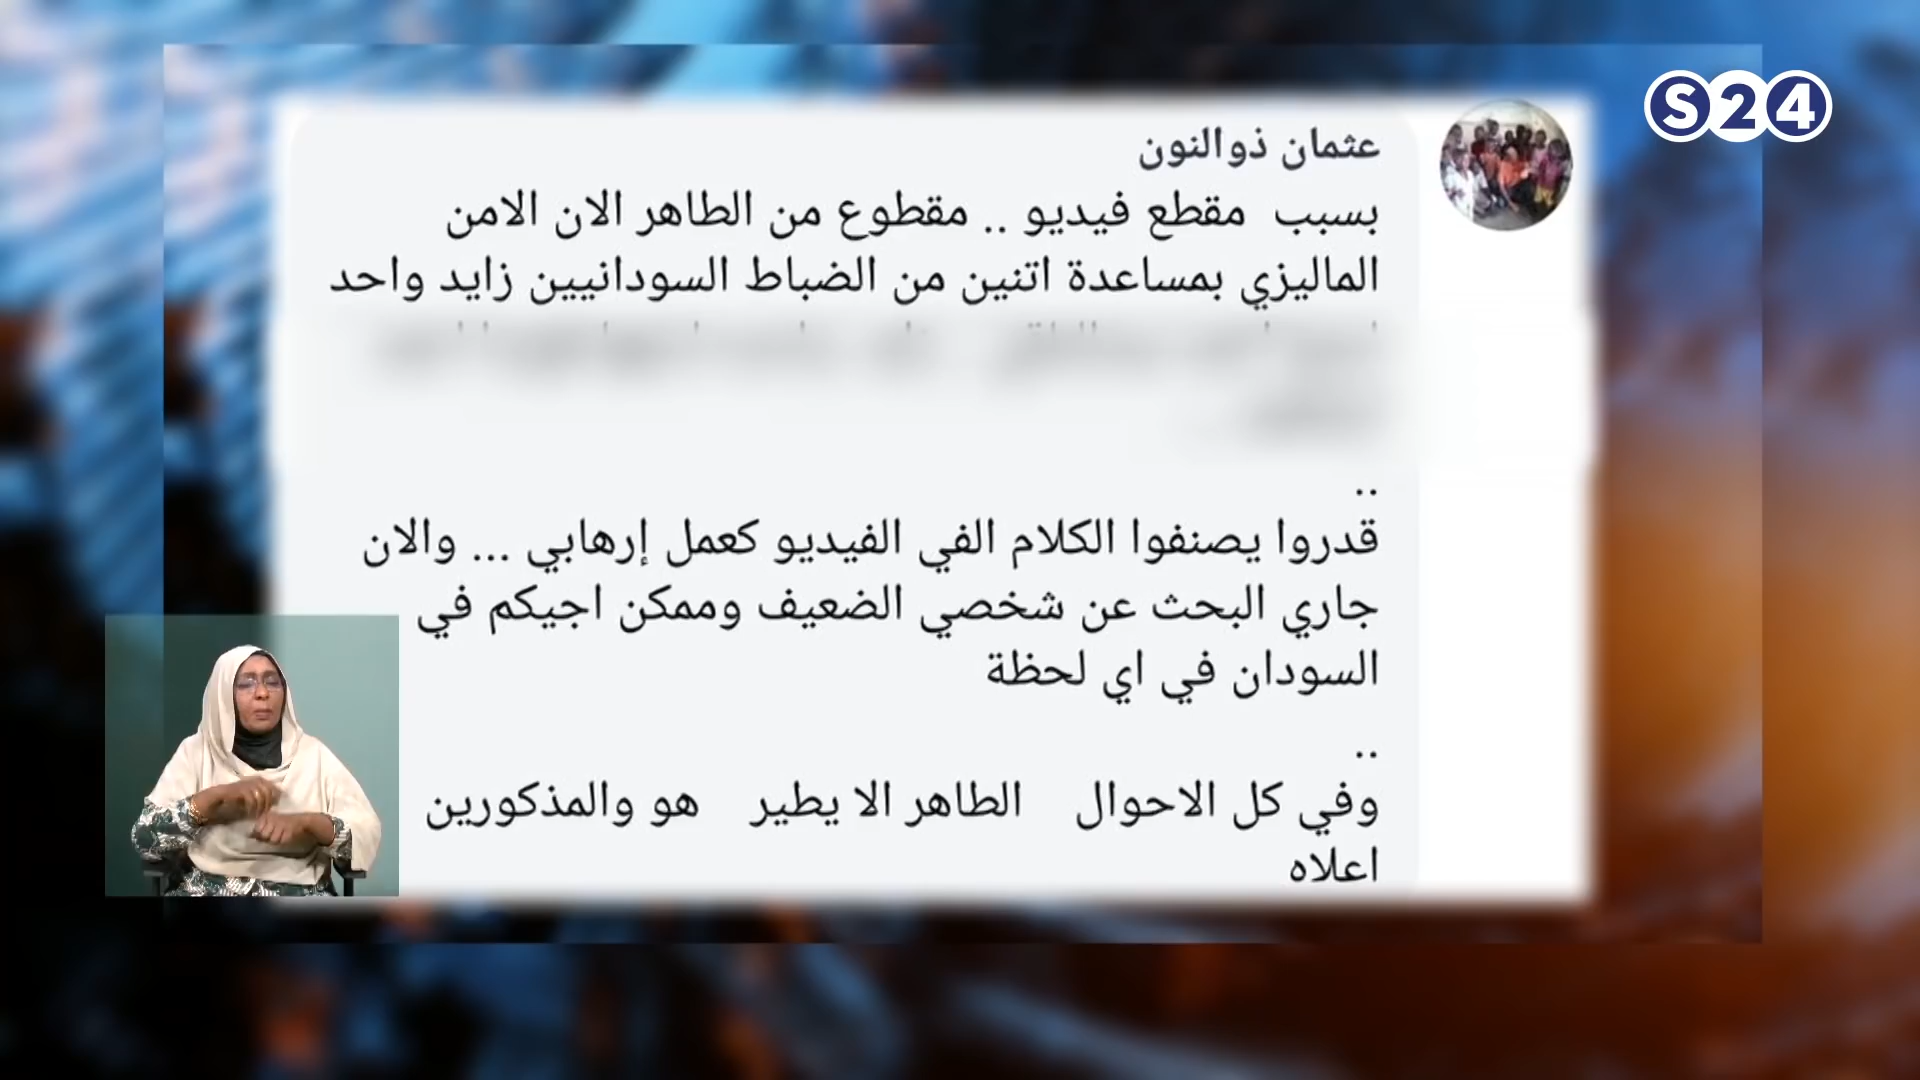 S24
عثمان ذوالنون
بسبب مقطع فيديو .. مقطوع من الطاهر الان الامن
الماليزي بمساعدة اتنين من الضباط السودانيين زايد واحد
..
قدروا يصنفوا الكلام الفي الفيديو كعمل إرهابي ... والان
جاري البحث عن شخصي الضعيف وممكن اجيكم في
السودان في اي لحظة
..
وفي كل الاحوال الطاهر الا يطير هو والمذكورين
اعلاه